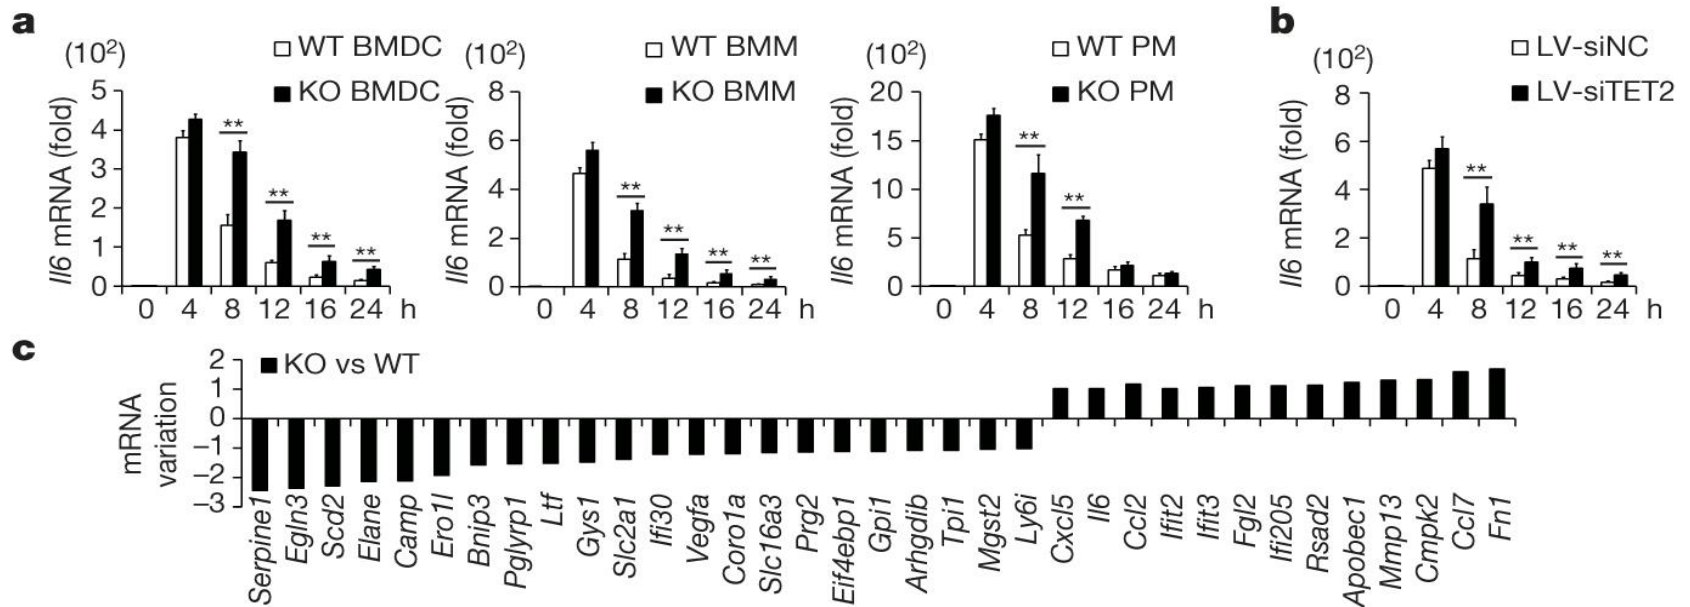 a
(10²)
WT BMDC
KO BMDC
Il6 mRNA (fold)
5
4
3
2
1
0
** ** ** **
0 4 8 12 16 24 h
(10²)
WT BMM
KO BMM
Il6 mRNA (fold)
8
6
4
2
0
** ** ** **
0 4 8 12 16 24 h
(10²)
WT PM
KO PM
Il6 mRNA (fold)
20
15
10
5
0
** **
0 4 8 12 16 24 h
b
(10²)
LV-siNC
LV-siTET2
Il6 mRNA (fold)
8
6
4
2
0
** ** ** **
0 4 8 12 16 24 h
c
KO vs WT
mRNA
variation
2
1
0
−1
−2
−3
Serpine1
Egln3
Scd2
Elane
Camp
Ero1l
Bnip3
Pglyrp1
Ltf
Gys1
Slc2a1
Ifi30
Vegfa
Coro1a
Slc16a3
Prg2
Eif4ebp1
Gpi1
Arhgdib
Tpi1
Mgst2
Ly6i
Cxcl5
Il6
Ccl2
Ifit2
Ifit3
Fgl2
Ifi205
Rsad2
Apobec1
Mmp13
Cmpk2
Ccl7
Fn1